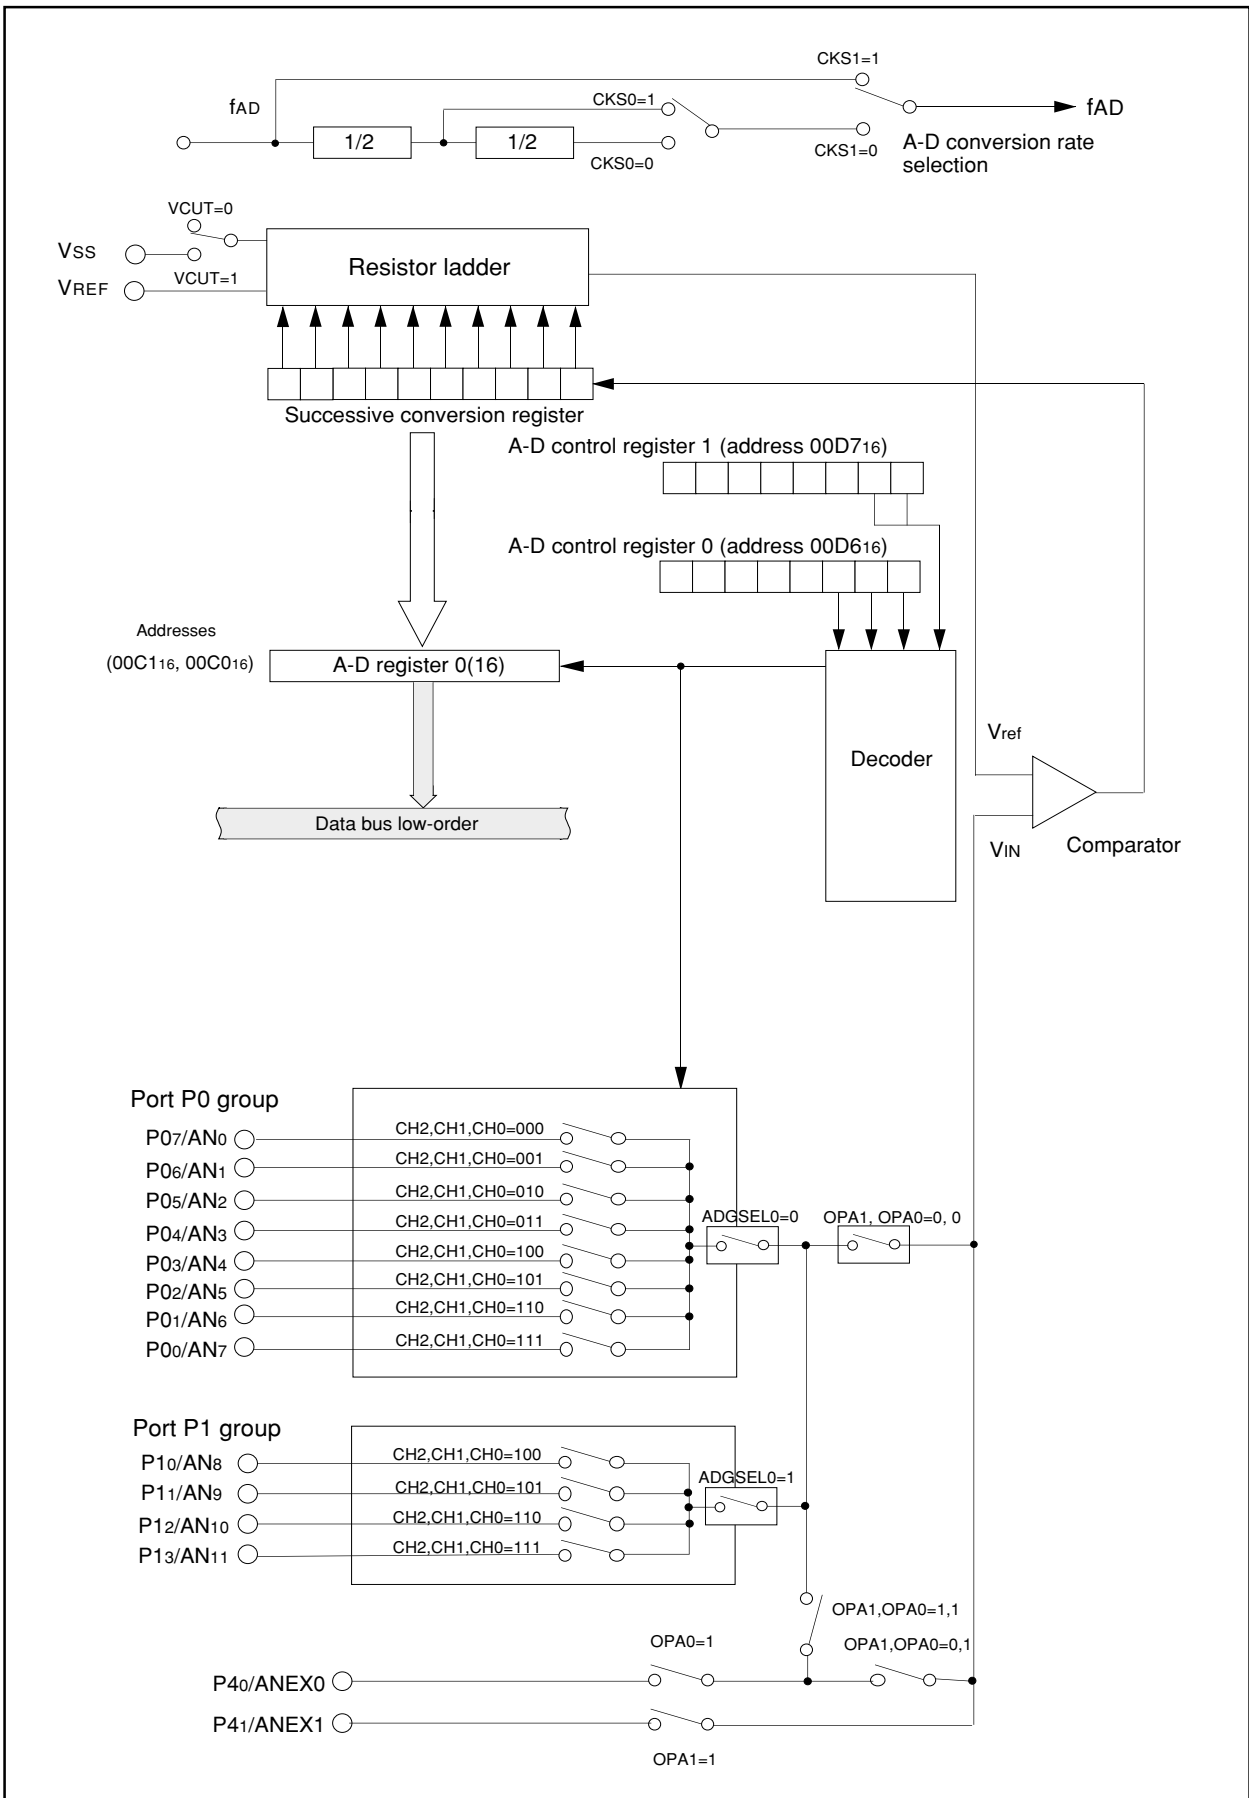 CKS1=1
fAD
CKS0=1
fAD
1/2
1/2
A-D conversion rate
selection
CKS0=0
CKS1=0
VCUT=0
VSS
VCUT=1
VREF
Resistor ladder
Successive conversion register
A-D control register 1 (address 00D716)
A-D control register 0 (address 00D616)
Addresses
(00C116, 00C016)
A-D register 0(16)
Data bus low-order
Decoder
Vref
VIN
Comparator
Port P0 group
P07/AN0
CH2,CH1,CH0=000
P06/AN1
CH2,CH1,CH0=001
P05/AN2
CH2,CH1,CH0=010
P04/AN3
CH2,CH1,CH0=011
P03/AN4
CH2,CH1,CH0=100
P02/AN5
CH2,CH1,CH0=101
P01/AN6
CH2,CH1,CH0=110
P00/AN7
CH2,CH1,CH0=111
ADGSEL0=0
OPA1, OPA0=0, 0
Port P1 group
P10/AN8
CH2,CH1,CH0=100
P11/AN9
CH2,CH1,CH0=101
P12/AN10
CH2,CH1,CH0=110
P13/AN11
CH2,CH1,CH0=111
ADGSEL0=1
OPA1,OPA0=1,1
OPA0=1
OPA1,OPA0=0,1
P40/ANEX0
P41/ANEX1
OPA1=1